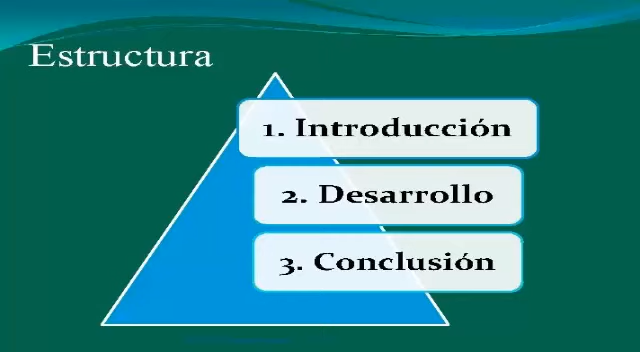 Estructura
1. Introducción
2. Desarrollo
3. Conclusión